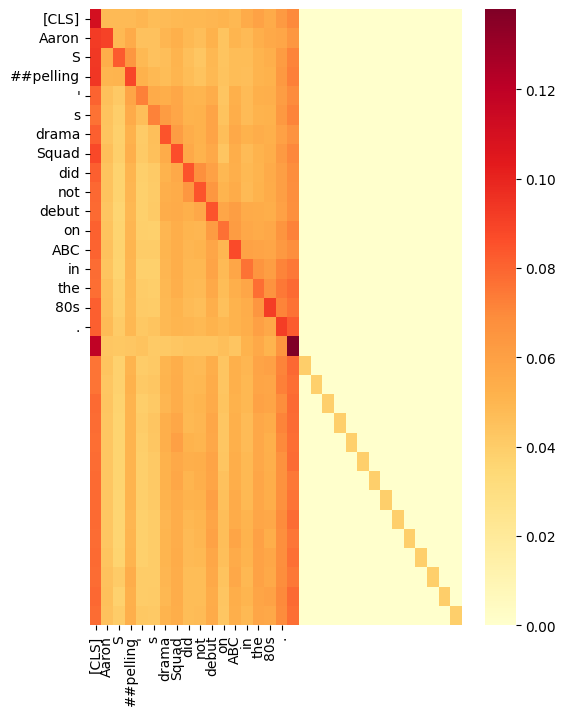 [CLS]
Aaron
S
##pelling
'
s
drama
Squad
did
not
debut
on
ABC
in
the
80s
.
[CLS]
Aaron
S
##pelling
'
s
drama
Squad
did
not
debut
on
ABC
in
the
80s
.
0.12
0.10
0.08
0.06
0.04
0.02
0.00